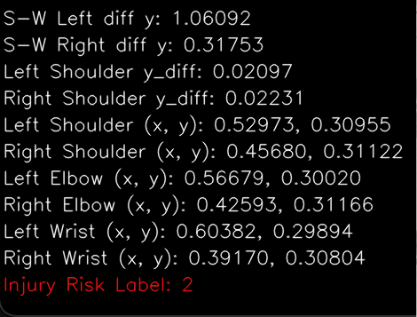 S-W Left diff y: 1.06092
S-W Right diff y: 0.31753
Left Shoulder y_diff: 0.02097
Right Shoulder y_diff: 0.02231
Left Shoulder (x, y): 0.52973, 0.30955
Right Shoulder (x, y): 0.45680, 0.31122
Left Elbow (x, y): 0.56679, 0.30020
Right Elbow (x, y): 0.42593, 0.31166
Left Wrist (x, y): 0.60382, 0.29894
Right Wrist (x, y): 0.39170, 0.30804
Injury Risk Label: 2